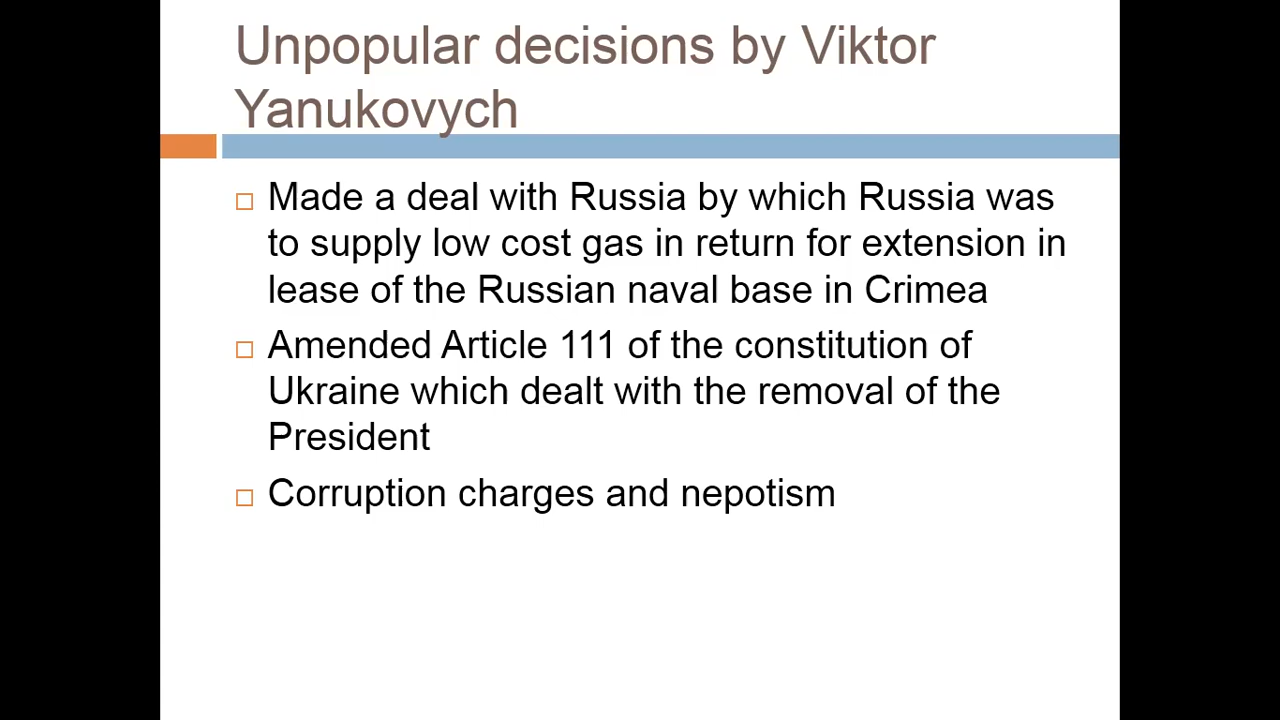 Unpopular decisions by Viktor
Yanukovych
Made a deal with Russia by which Russia was
to supply low cost gas in return for extension in
lease of the Russian naval base in Crimea
Amended Article 111 of the constitution of
Ukraine which dealt with the removal of the
President
Corruption charges and nepotism